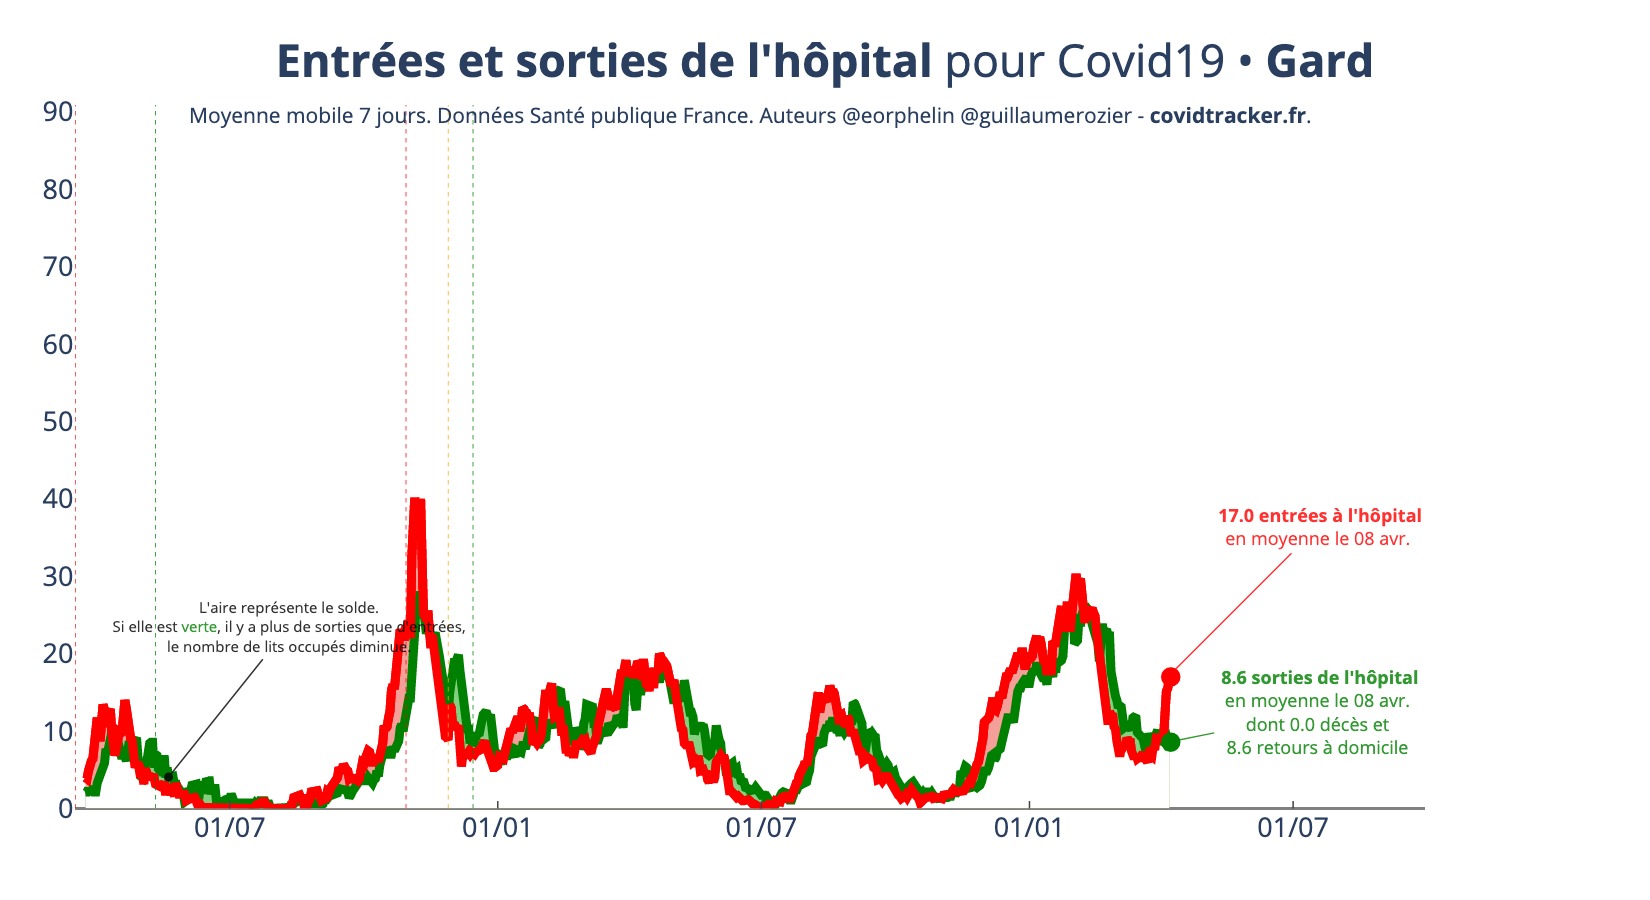 Entrées et sorties de l'hôpital pour Covid19 • Gard
Moyenne mobile 7 jours. Données Santé publique France. Auteurs @eorphelin @guillaumerozier - covidtracker.fr.
90
80
70
60
50
40
30
20
10
0
17.0 entrées à l'hôpital
en moyenne le 08 avr.
L'aire représente le solde.
Si elle est verte, il y a plus de sorties que d'entrées,
le nombre de lits occupés diminue.
8.6 sorties de l'hôpital
en moyenne le 08 avr.
dont 0.0 décès et
8.6 retours à domicile
01/07
01/01
01/07
01/01
01/07